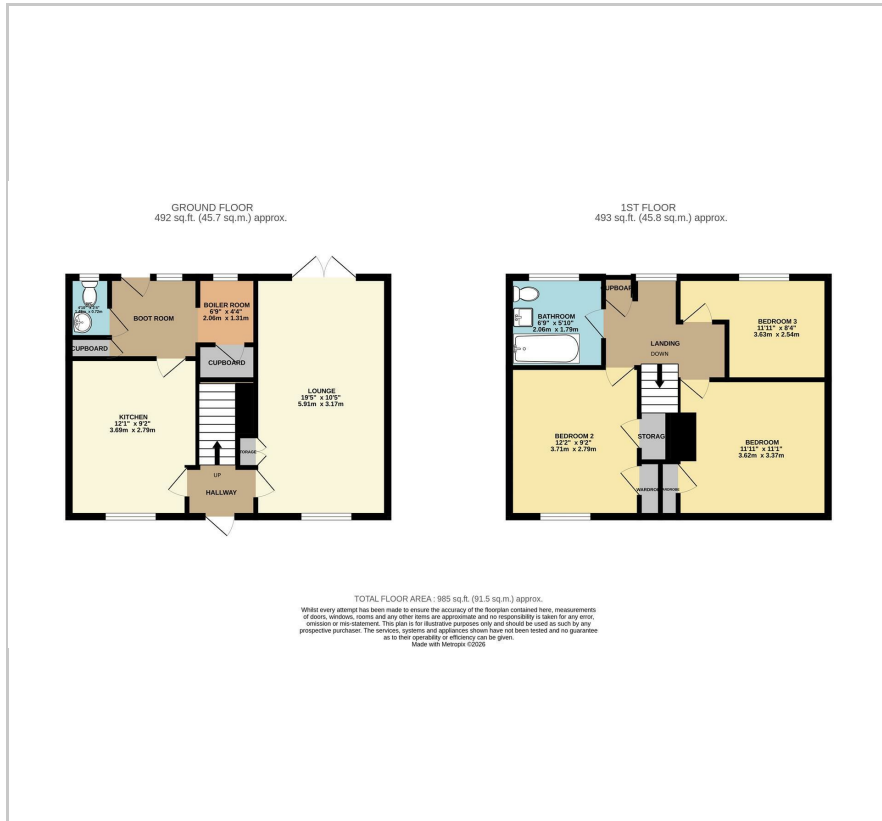 GROUND FLOOR
492 sq.ft. (45.7 sq.m.) approx.
BOOT ROOM
BOILER ROOM
6'9" x 4'4"
2.06m x 1.31m
CUPBOARD
CUPBOARD
KITCHEN
12'1" x 9'2"
3.69m x 2.79m
LOUNGE
19'5" x 10'5"
5.91m x 3.17m
UP
HALLWAY
1ST FLOOR
493 sq.ft. (45.8 sq.m.) approx.
BATHROOM
6'9" x 5'10"
2.06m x 1.79m
BEDROOM 3
11'11" x 8'4"
3.63m x 2.54m
LANDING
DOWN
BEDROOM 2
12'2" x 9'2"
3.71m x 2.79m
STORAG
BEDROOM
11'11" x 11'1"
3.62m x 3.37m
TOTAL FLOOR AREA : 985 sq.ft. (91.5 sq.m.) approx.
Whilst every attempt has been made to ensure the accuracy of the floorplan contained here, measurements
of doors, windows, rooms and any other items are approximate and no responsibility is taken for any error,
omission or mis-statement. This plan is for illustrative purposes only and should be used as such by any
prospective purchaser. The services, systems and appliances shown have not been tested and no guarantee
as to their operability or efficiency can be given.
Made with Metropix ©2026